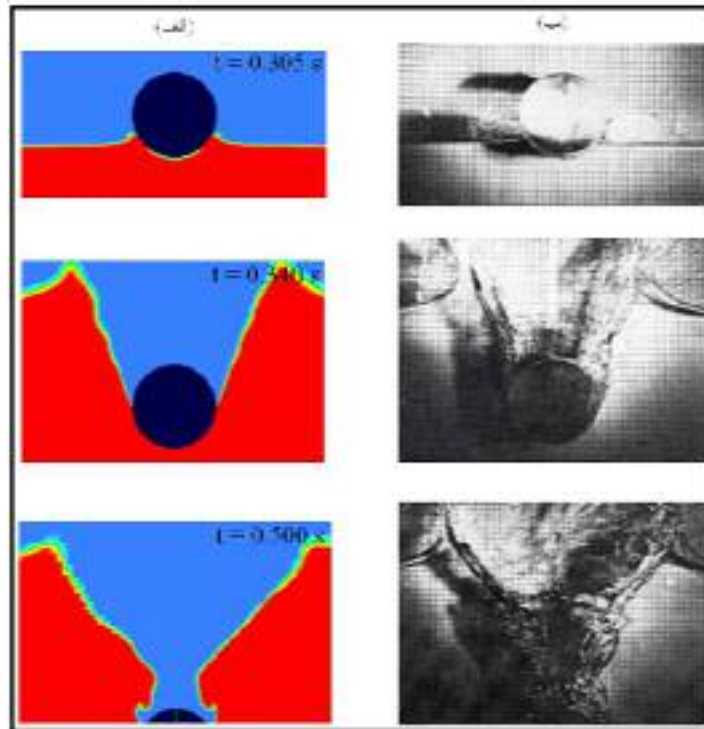 (الف)
(ب)
t = 0.305 s
t = 0.340 s
t = 0.500 s